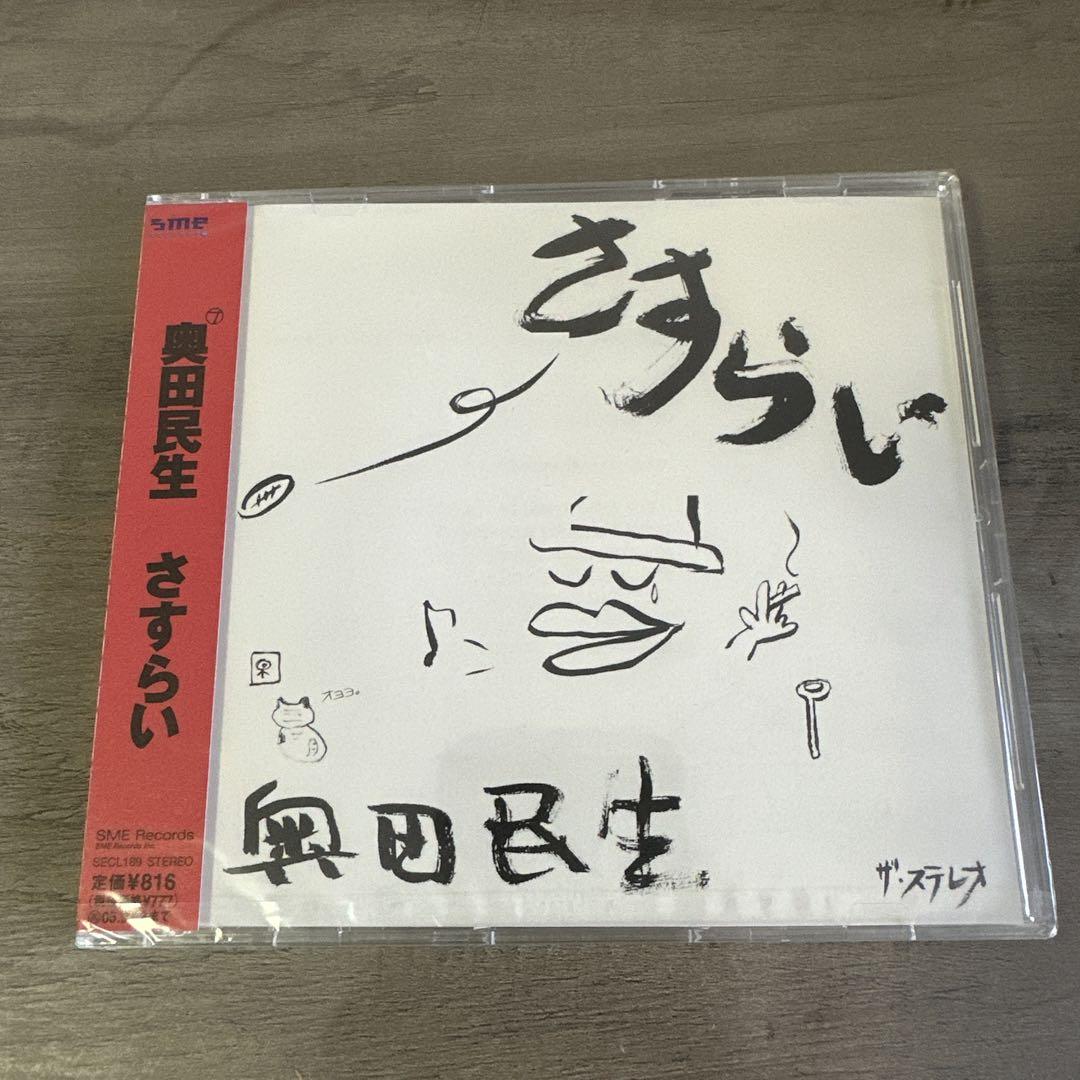 SME
⑦
奥田民生 さすらい
SME Records
SME Records Inc.
SECL189 STEREO
定価¥816
さすらい
オヨヨ。
奥田民生
ザ・ステレオ